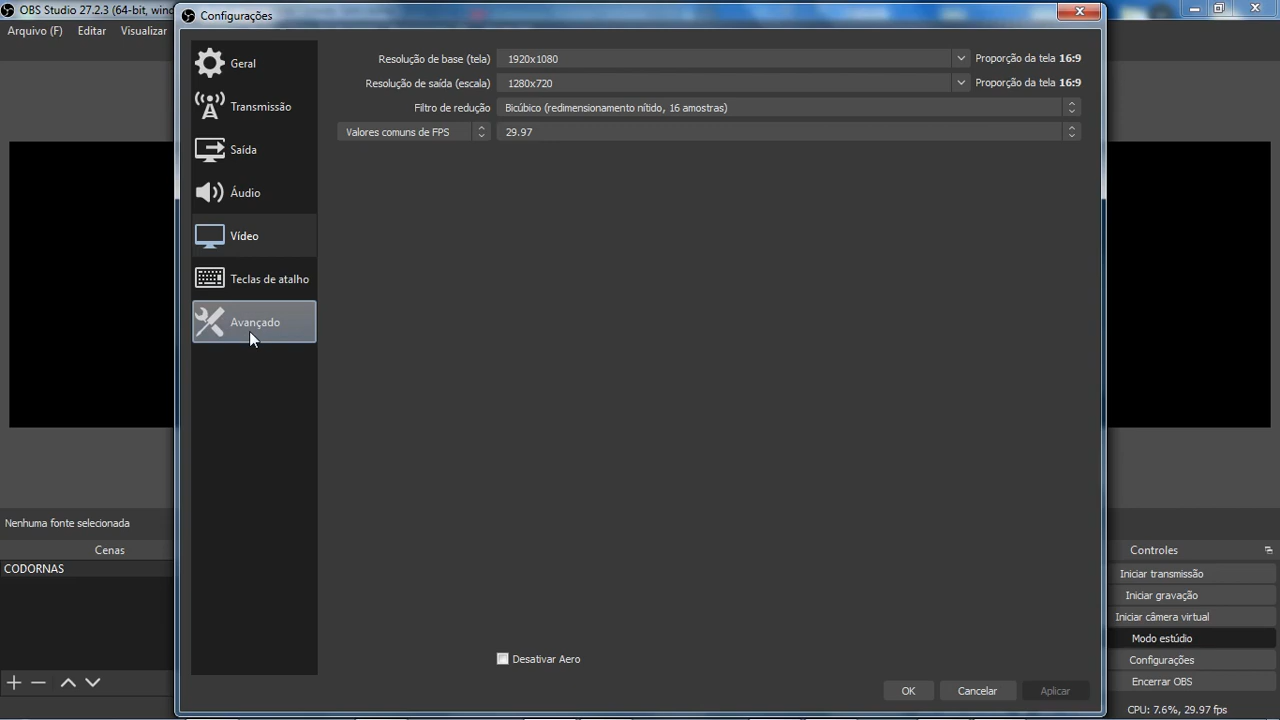 OBS Studio 27.2.3 (64-bit, wind
Configurações
Arquivo (F) Editar Visualizar
Geral
Transmissão
Saída
Áudio
Vídeo
Teclas de atalho
Avançado
Resolução de base (tela) 1920x1080 Proporção da tela 16:9
Resolução de saída (escala) 1280x720 Proporção da tela 16:9
Filtro de redução Bicúbico (redimensionamento nítido, 16 amostras)
Valores comuns de FPS 29.97
Desativar Aero
OK Cancelar Aplicar
Nenhuma fonte selecionada
Cenas
CODORNAS
Controles
Iniciar transmissão
Iniciar gravação
Iniciar câmera virtual
Modo estúdio
Configurações
Encerrar OBS
CPU: 7.6%, 29.97 fps